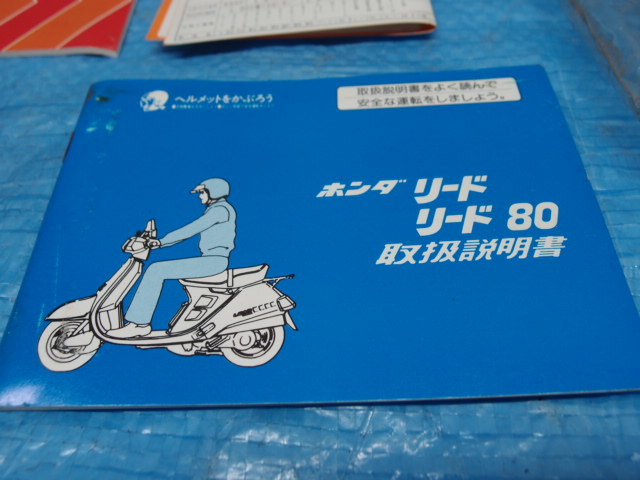 ヘルメットをかぶろう
取扱説明書をよく読んで
安全な運転をしましょう。
ホンダ リード
リード 80
取扱説明書